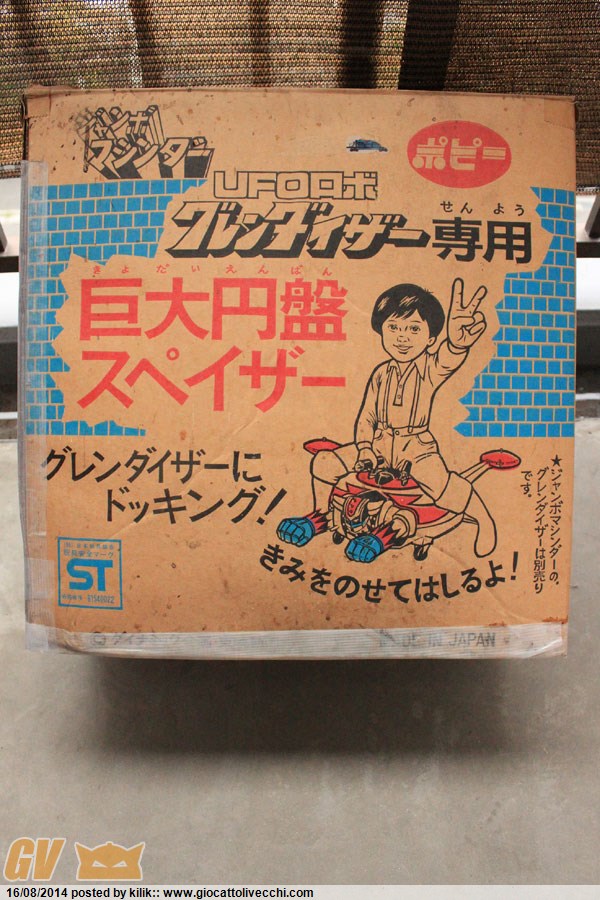 ジャンボ
マシンダー
ポピー
UFOロボ
せんよう
グレンダイザー専用
きょだいえんばん
巨大円盤
スペイザー
グレンダイザーに
ドッキング!
きみをのせてはしるよ!
★ジャンボマシンダーの、
グレンダイザーは別売り
です。
ST
IN JAPAN
GV
16/08/2014 posted by kilik:: www.giocattolivecchi.com